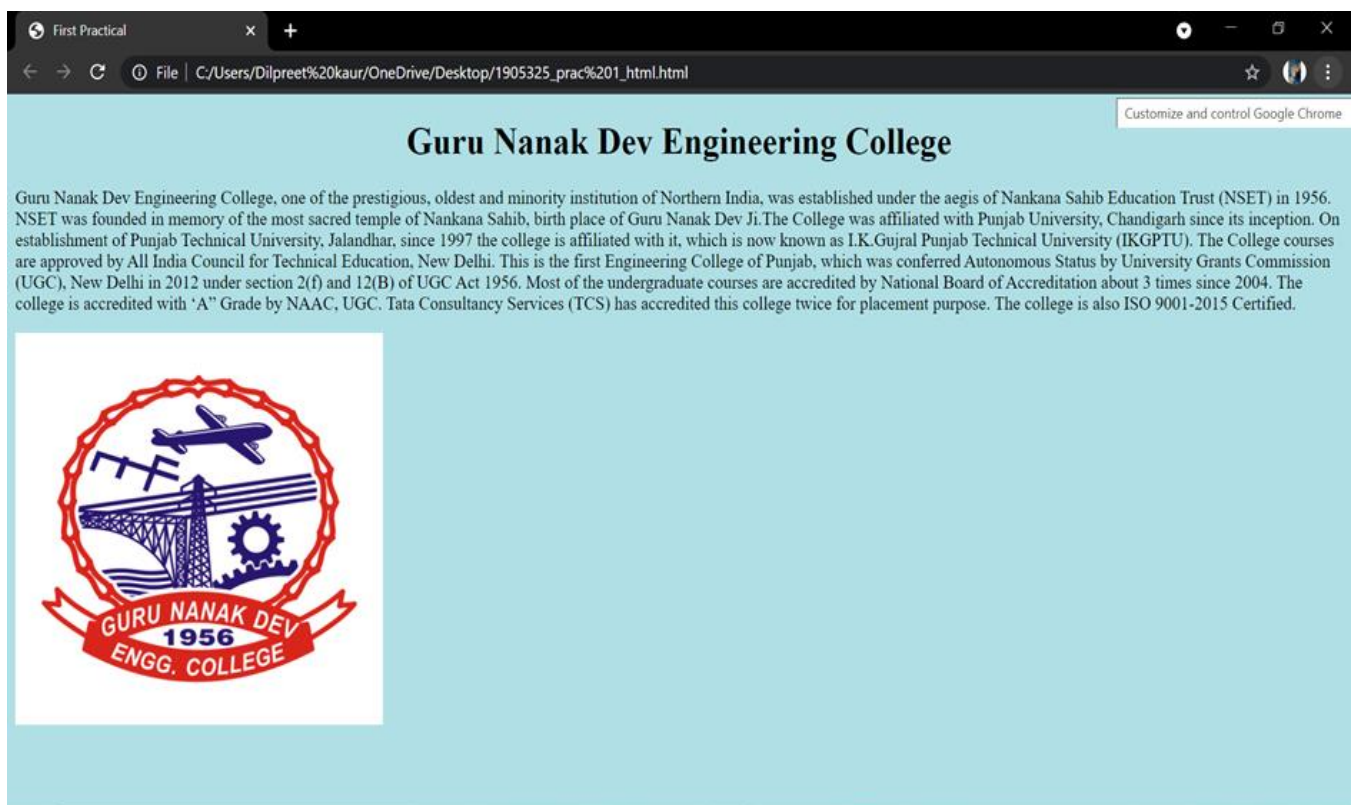 First Practical
File | C:/Users/Dilpreet%20kaur/OneDrive/Desktop/1905325_prac%201_html.html
Customize and control Google Chrome
Guru Nanak Dev Engineering College
Guru Nanak Dev Engineering College, one of the prestigious, oldest and minority institution of Northern India, was established under the aegis of Nankana Sahib Education Trust (NSET) in 1956.
NSET was founded in memory of the most sacred temple of Nankana Sahib, birth place of Guru Nanak Dev Ji.The College was affiliated with Punjab University, Chandigarh since its inception. On
establishment of Punjab Technical University, Jalandhar, since 1997 the college is affiliated with it, which is now known as I.K.Gujral Punjab Technical University (IKGPTU). The College courses
are approved by All India Council for Technical Education, New Delhi. This is the first Engineering College of Punjab, which was conferred Autonomous Status by University Grants Commission
(UGC), New Delhi in 2012 under section 2(f) and 12(B) of UGC Act 1956. Most of the undergraduate courses are accredited by National Board of Accreditation about 3 times since 2004. The
college is accredited with ‘A” Grade by NAAC, UGC. Tata Consultancy Services (TCS) has accredited this college twice for placement purpose. The college is also ISO 9001-2015 Certified.
GURU NANAK DEV
1956
ENGG. COLLEGE